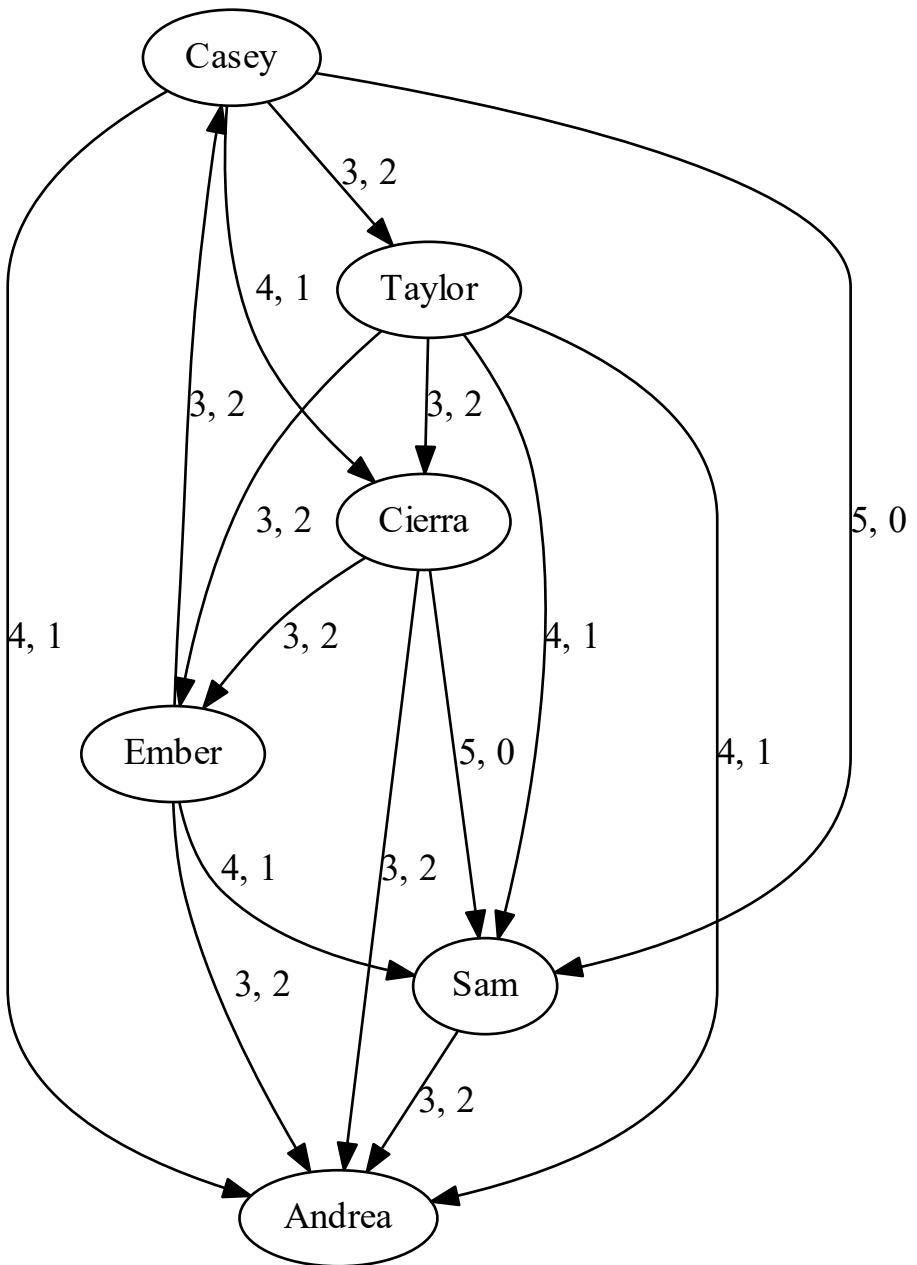 Casey
3, 2
Taylor
4, 1
3, 2
3, 2
3, 2
Cierra
5, 0
4, 1
3, 2
4, 1
Ember
5, 0
4, 1
4, 1
3, 2
3, 2
Sam
3, 2
Andrea